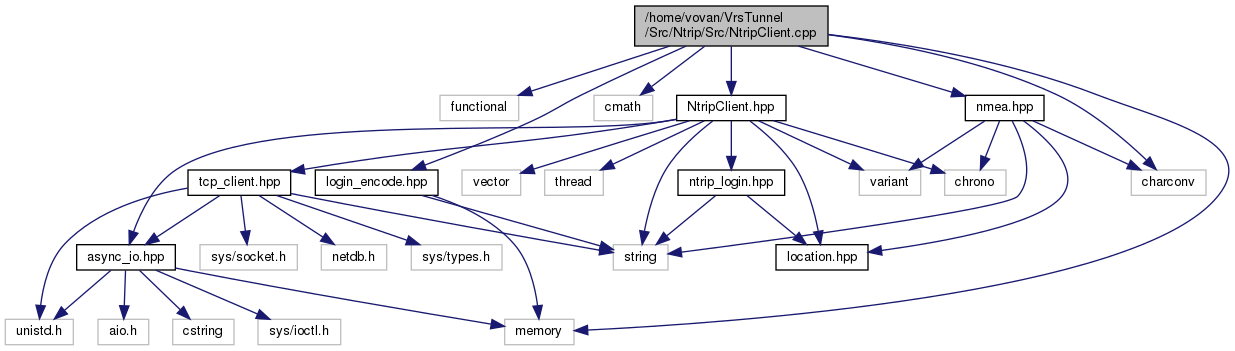 /home/vovan/VrsTunnel
/Src/Ntrip/Src/NtripClient.cpp
functional
cmath
NtripClient.hpp
nmea.hpp
tcp_client.hpp
login_encode.hpp
vector
thread
ntrip_login.hpp
variant
chrono
charconv
async_io.hpp
sys/socket.h
netdb.h
sys/types.h
string
location.hpp
unistd.h
aio.h
cstring
sys/ioctl.h
memory